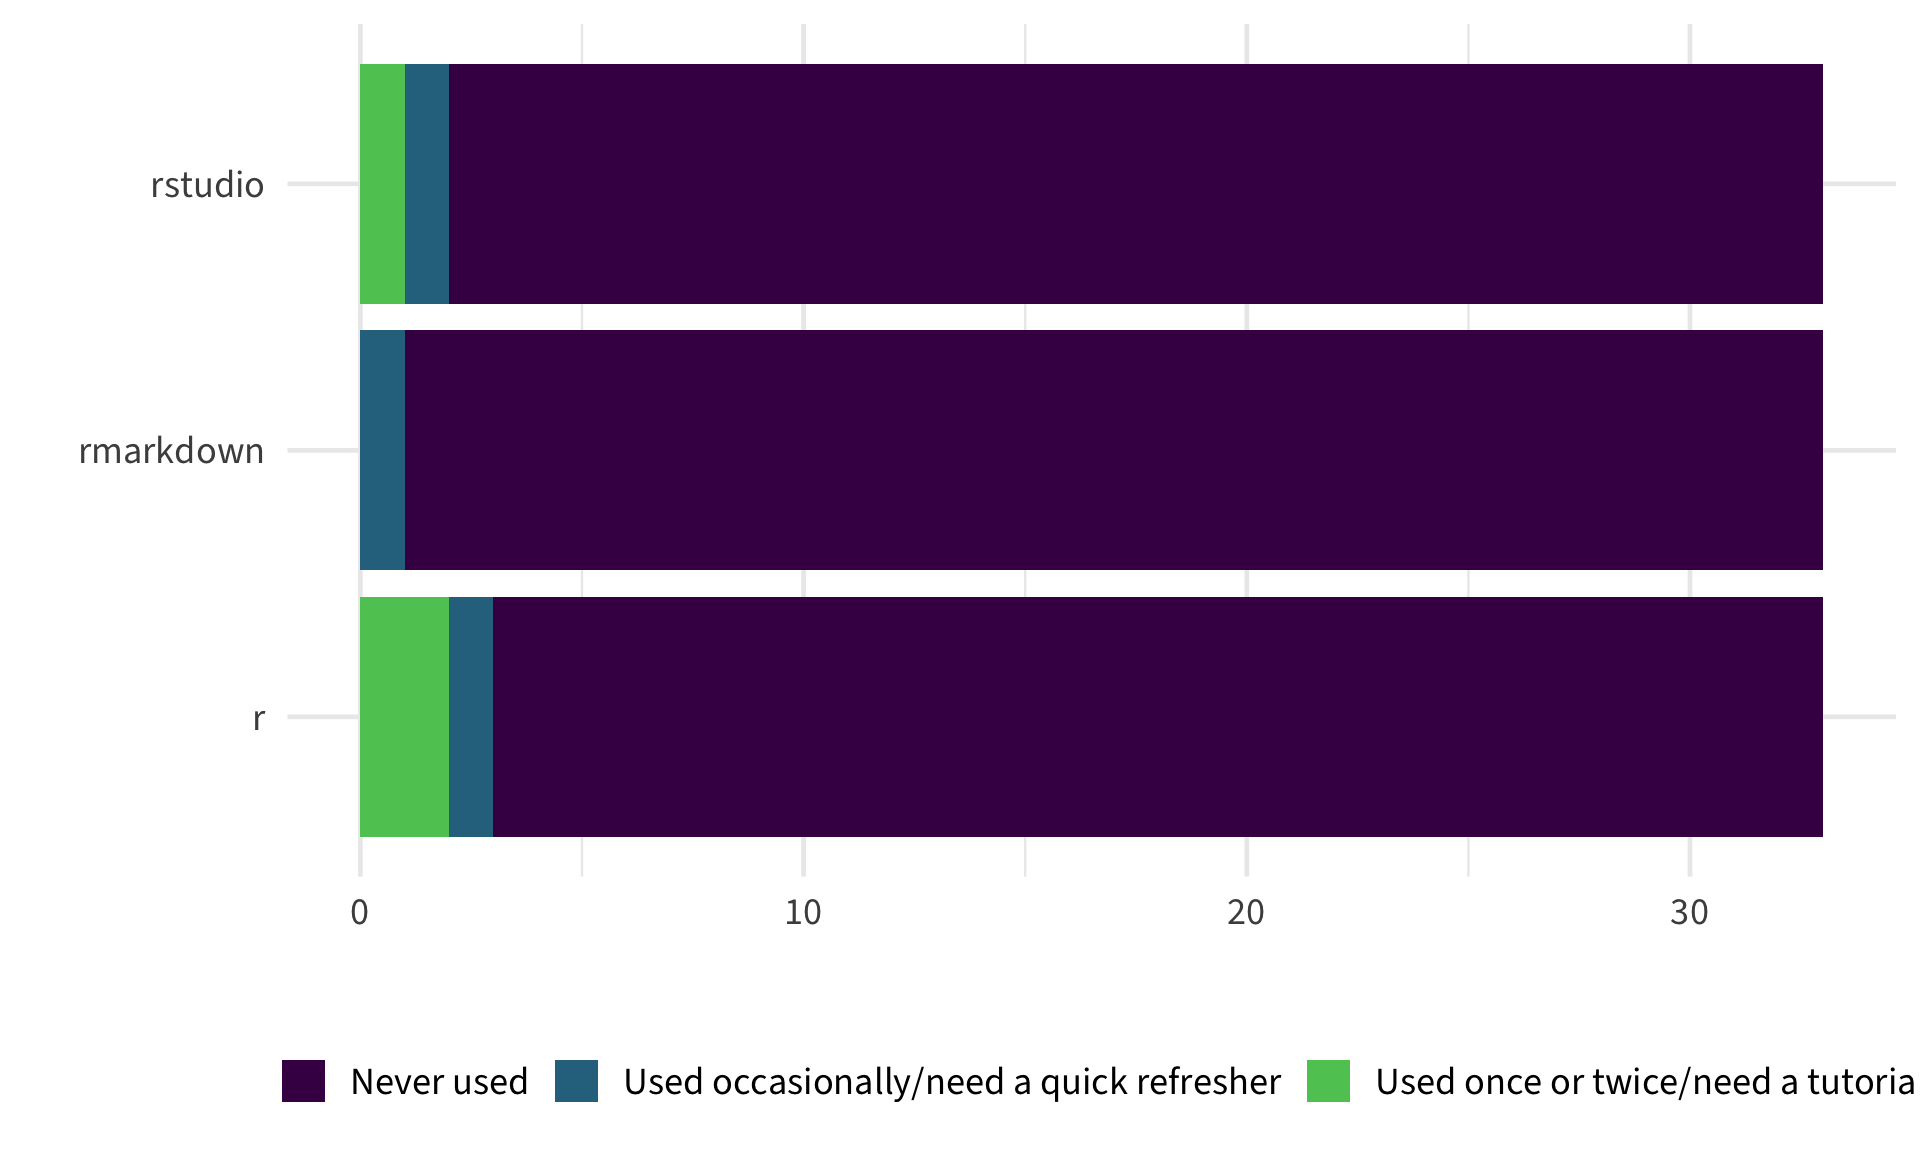 rstudio
rmarkdown
r
0 10 20 30
Never used Used occasionally/need a quick refresher Used once or twice/need a tutoria